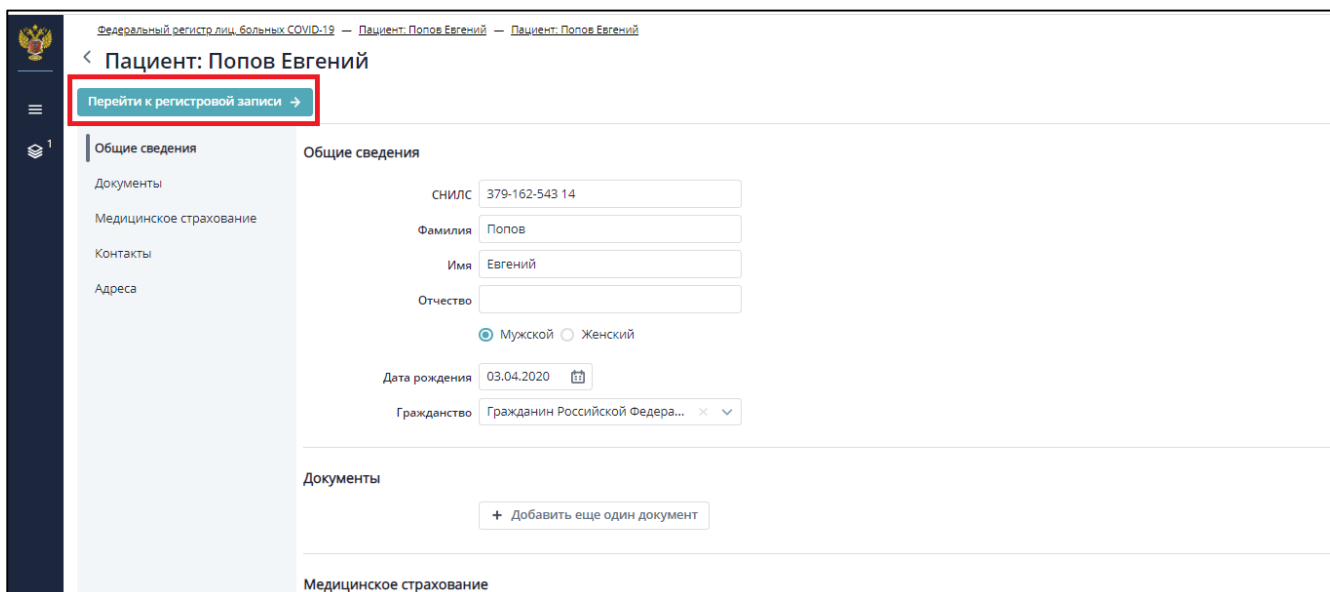 Федеральный регистр лиц, больных COVID-19 — Пациент: Попов Евгений — Пациент: Попов Евгений
Пациент: Попов Евгений
Перейти к регистровой записи →
1
Общие сведения
Документы
Медицинское страхование
Контакты
Адреса
Общие сведения
СНИЛС 379-162-543 14
Фамилия Попов
Имя Евгений
Отчество
Мужской Женский
Дата рождения 03.04.2020
Гражданство Гражданин Российской Федера...
Документы
+ Добавить еще один документ
Медицинское страхование